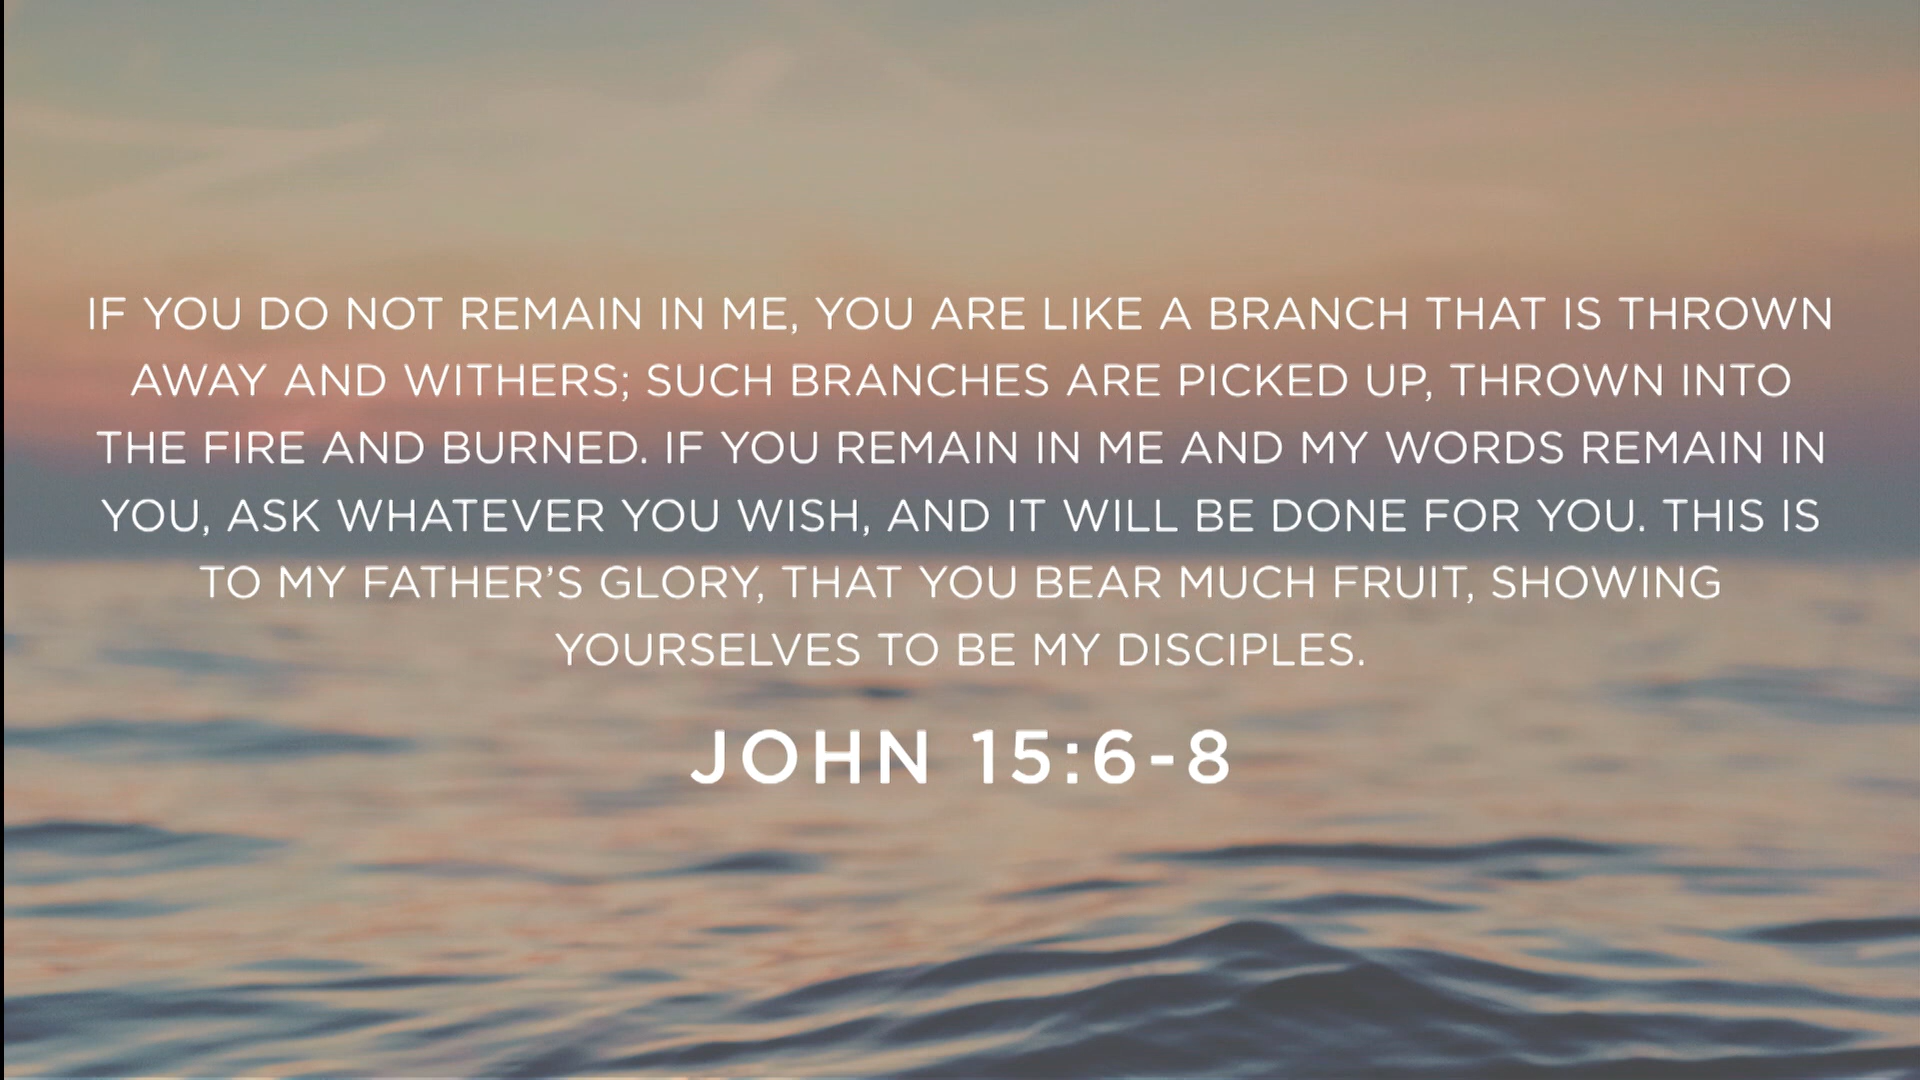 IF YOU DO NOT REMAIN IN ME, YOU ARE LIKE A BRANCH THAT IS THROWN
AWAY AND WITHERS; SUCH BRANCHES ARE PICKED UP, THROWN INTO
THE FIRE AND BURNED. IF YOU REMAIN IN ME AND MY WORDS REMAIN IN
YOU, ASK WHATEVER YOU WISH, AND IT WILL BE DONE FOR YOU. THIS IS
TO MY FATHER’S GLORY, THAT YOU BEAR MUCH FRUIT, SHOWING
YOURSELVES TO BE MY DISCIPLES.
JOHN 15:6-8